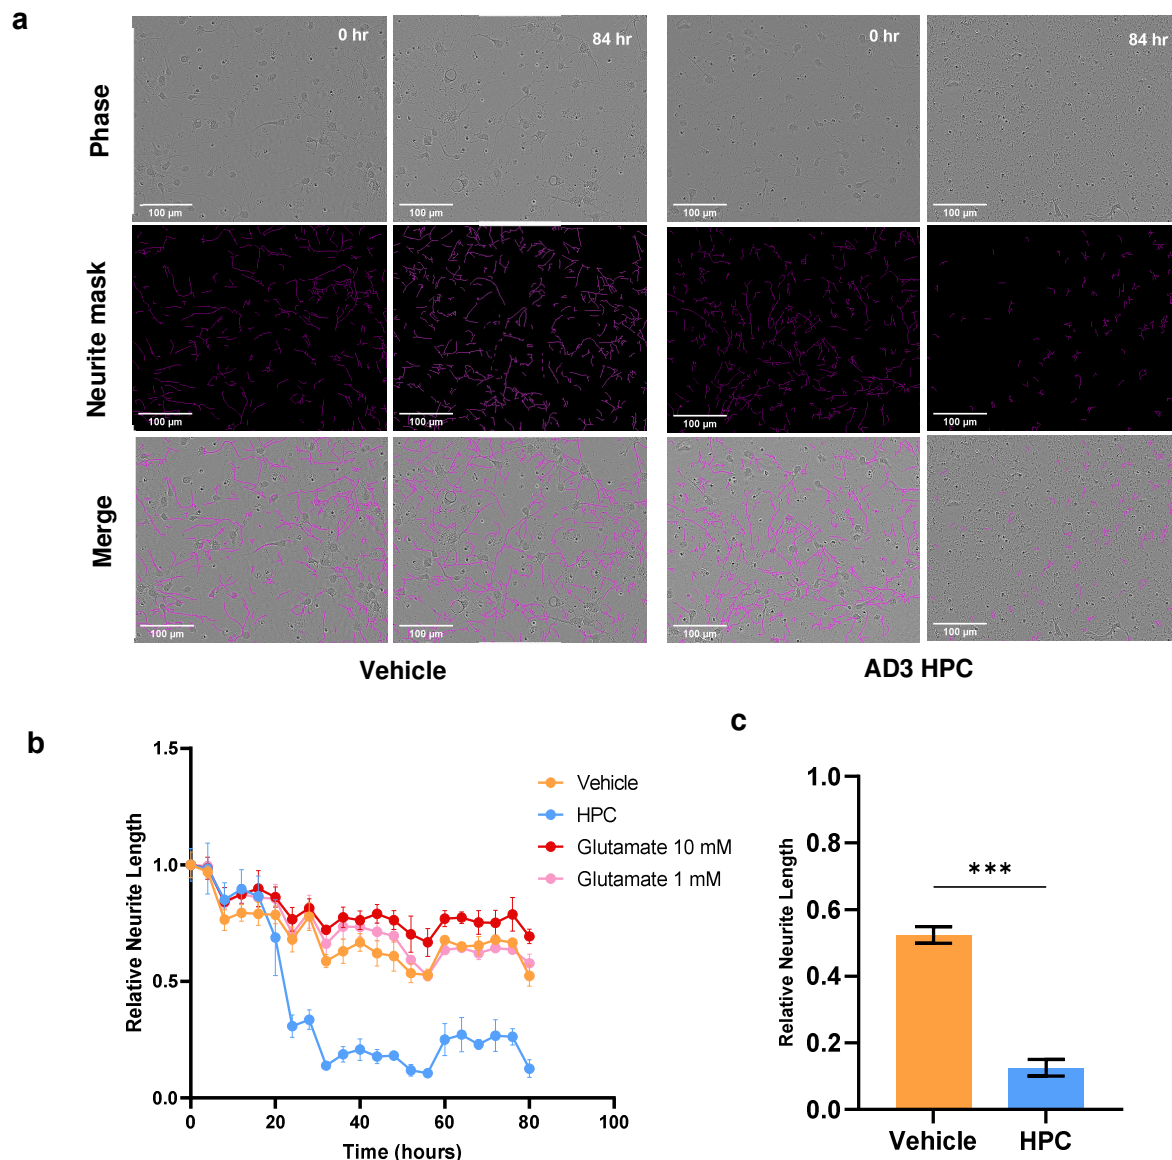 a
0 hr
84 hr
0 hr
84 hr
Phase
100 µm
100 µm
100 µm
100 µm
Neurite mask
100 µm
100 µm
100 µm
100 µm
Merge
100 µm
100 µm
100 µm
100 µm
Vehicle
AD3 HPC
b
Relative Neurite Length
1.5
1.0
0.5
0.0
0
20
40
60
80
100
Time (hours)
Vehicle
HPC
Glutamate 10 mM
Glutamate 1 mM
c
Relative Neurite Length
1.0
0.8
0.6
0.4
0.2
0.0
***
Vehicle
HPC